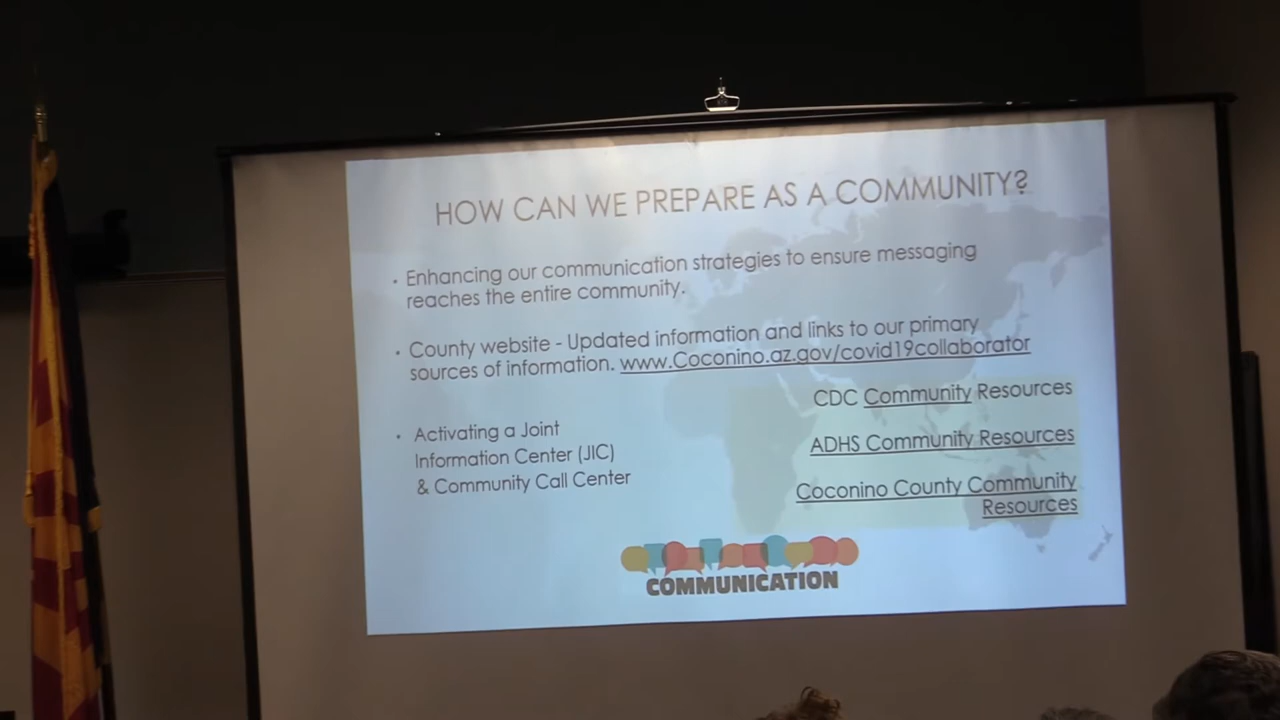 HOW CAN WE PREPARE AS A COMMUNITY?
• Enhancing our communication strategies to ensure messaging
reaches the entire community.
• County website - Updated information and links to our primary
sources of information. www.Coconino.az.gov/covid19collaborator
• Activating a Joint
Information Center (JIC)
& Community Call Center
CDC Community Resources
ADHS Community Resources
Coconino County Community
Resources
COMMUNICATION